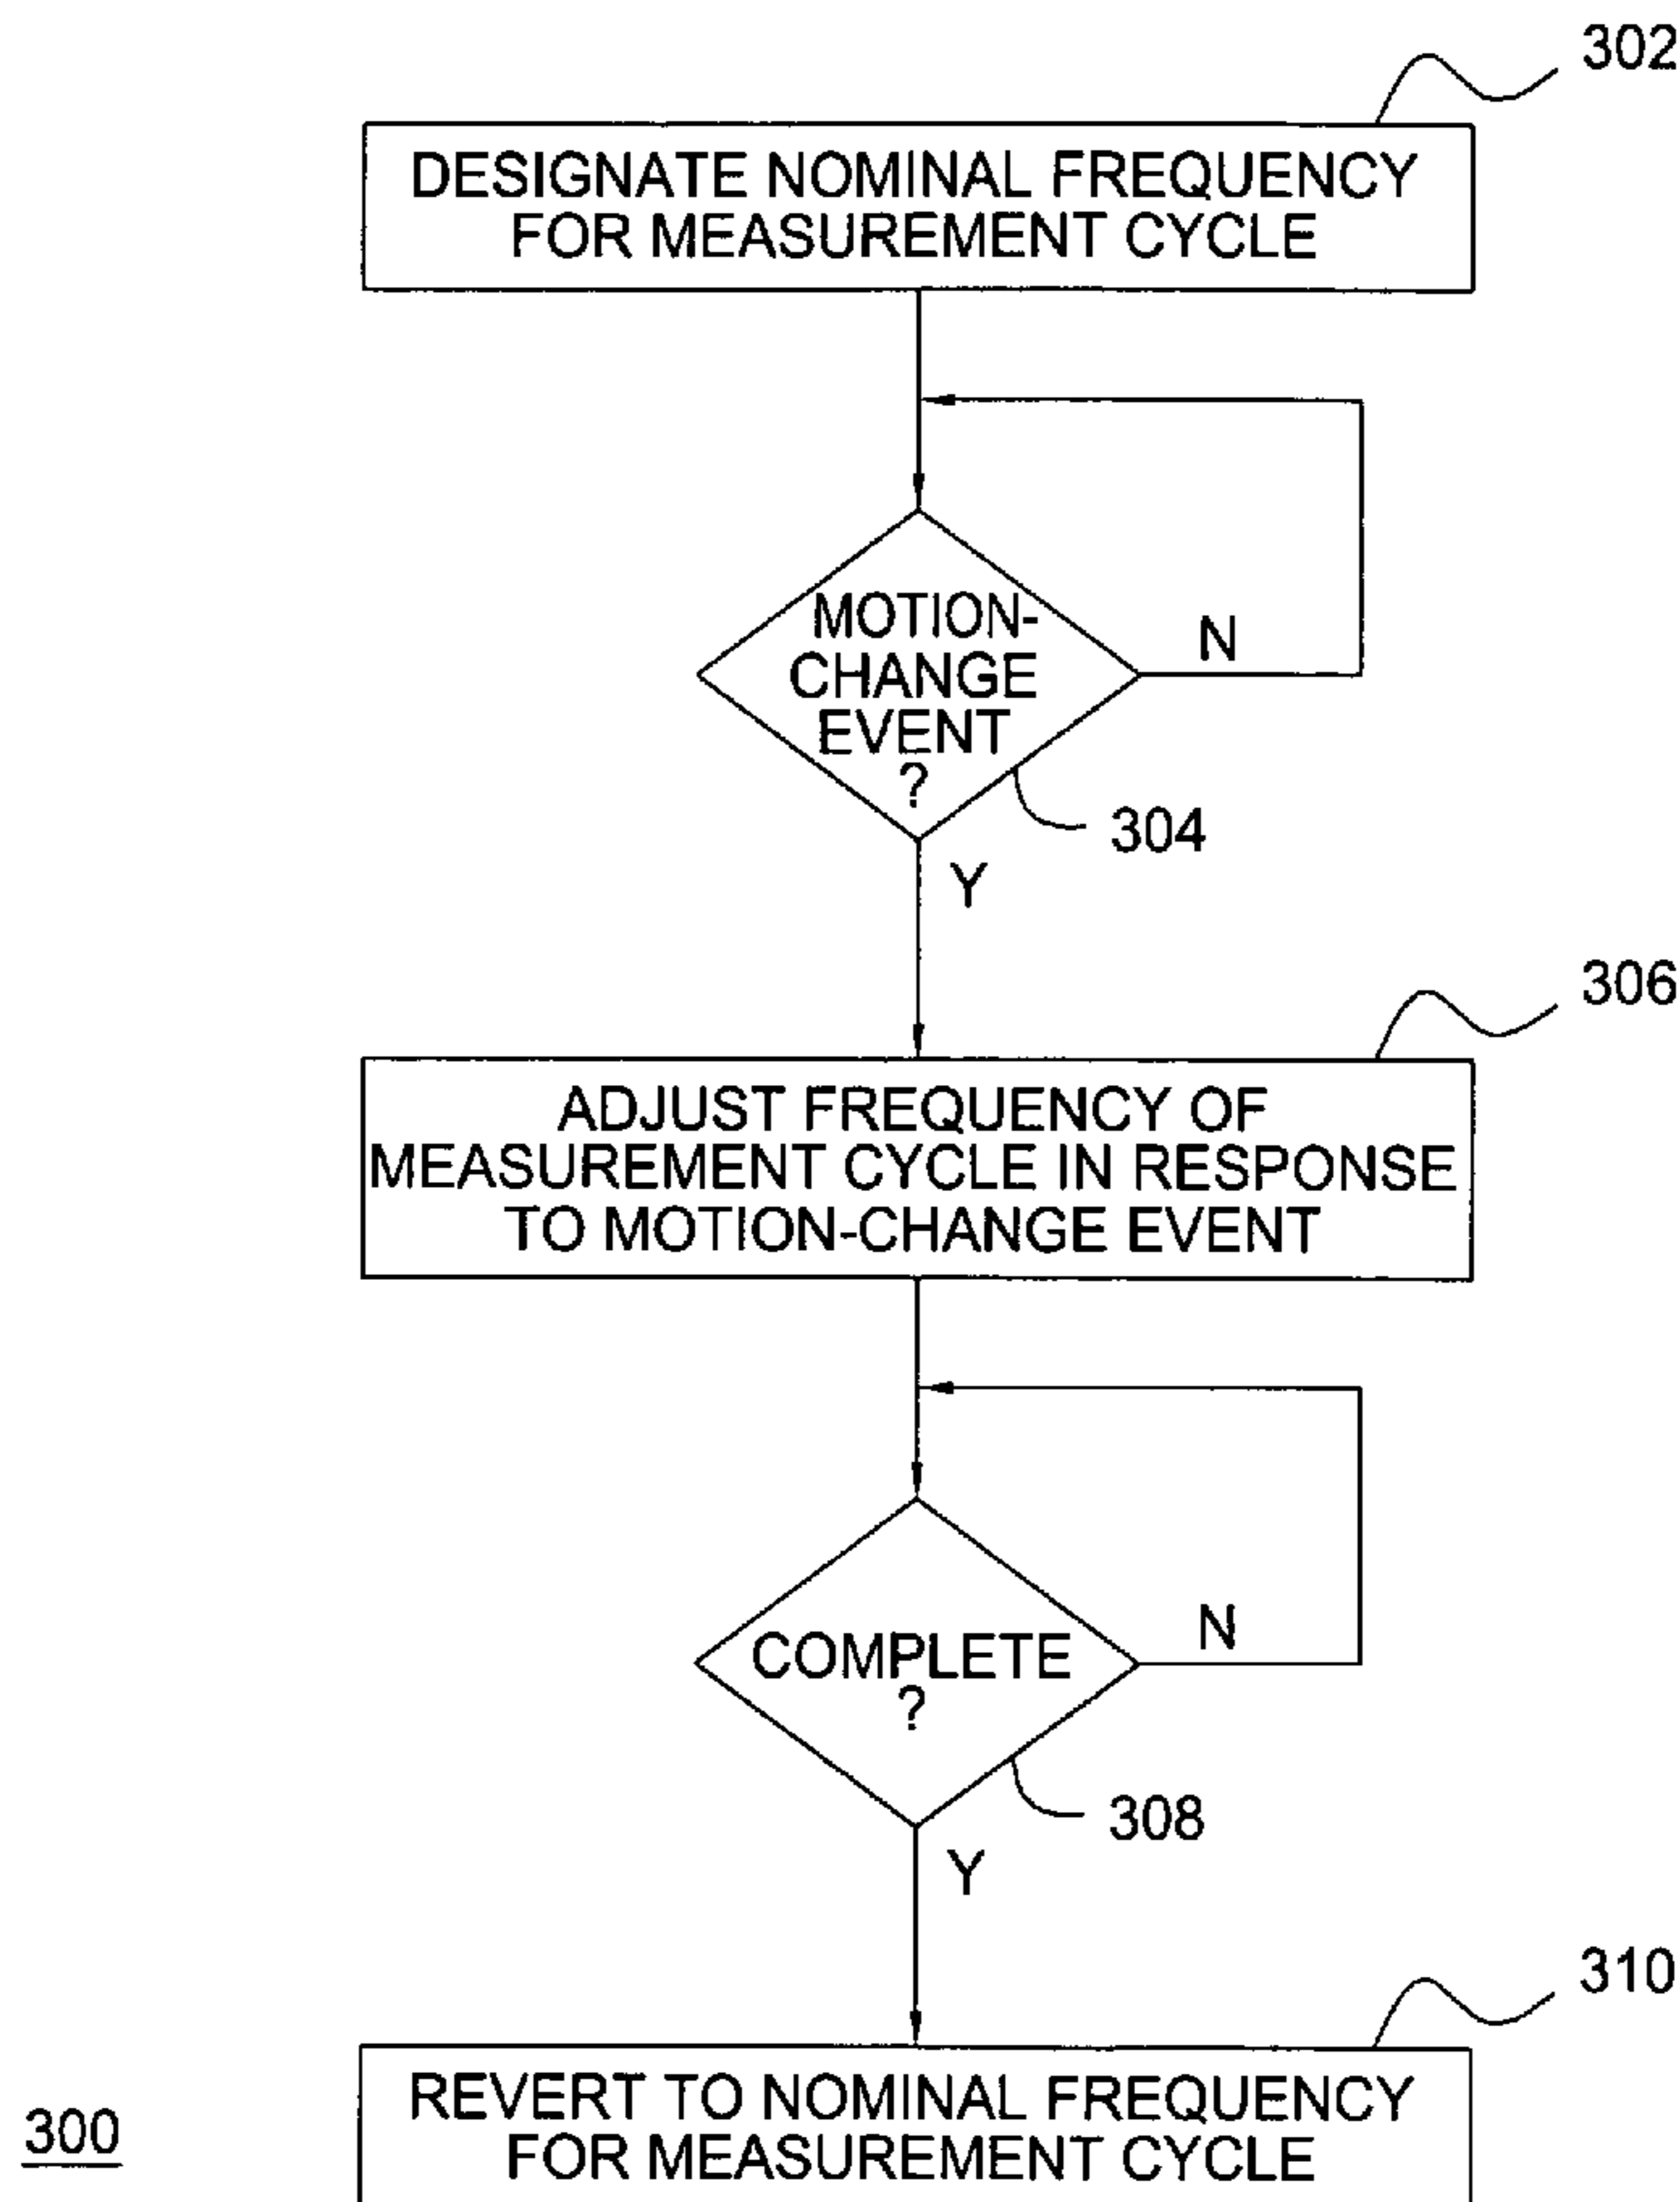 302
DESIGNATE NOMINAL FREQUENCY
FOR MEASUREMENT CYCLE
MOTION-
CHANGE
EVENT
?
N
304
Y
306
ADJUST FREQUENCY OF
MEASUREMENT CYCLE IN RESPONSE
TO MOTION-CHANGE EVENT
COMPLETE
?
N
308
Y
310
REVERT TO NOMINAL FREQUENCY
FOR MEASUREMENT CYCLE
300